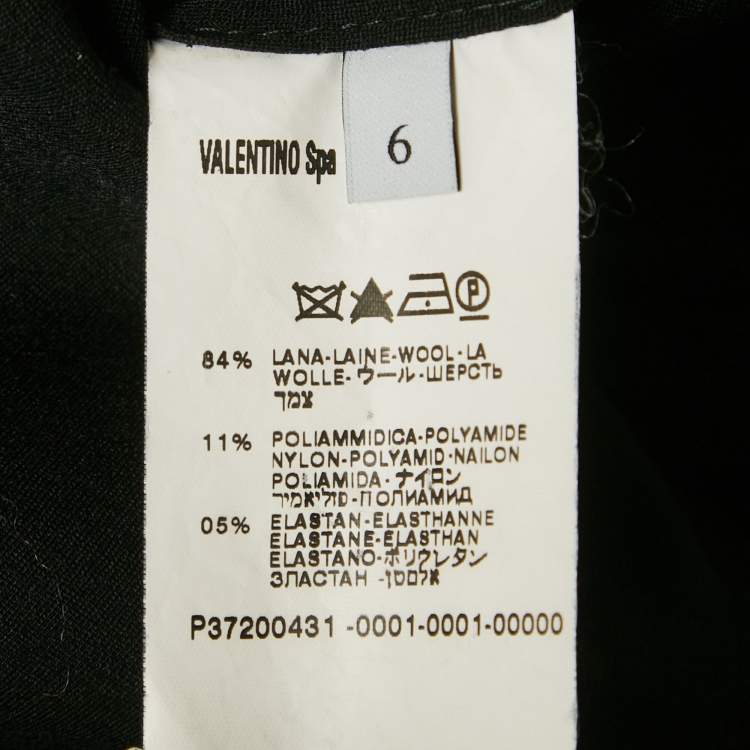 VALENTINO Spa
6
P
84% LANA-LAINE-WOOL-LA
WOLLE-ウール-ШЕРСТЬ
צמר
11% POLIAMMIDICA-POLYAMIDE
NYLON-POLYAMID-NAILON
POLIAMIDA-ナイロン
פוליאמיד-ПОЛИАМИД
05% ELASTAN-ELASTHANNE
ELASTANE-ELASTHAN
ELASTANO-ポリウレタン
ЭЛАСТАН -אלסטן
P37200431 -0001-0001-00000